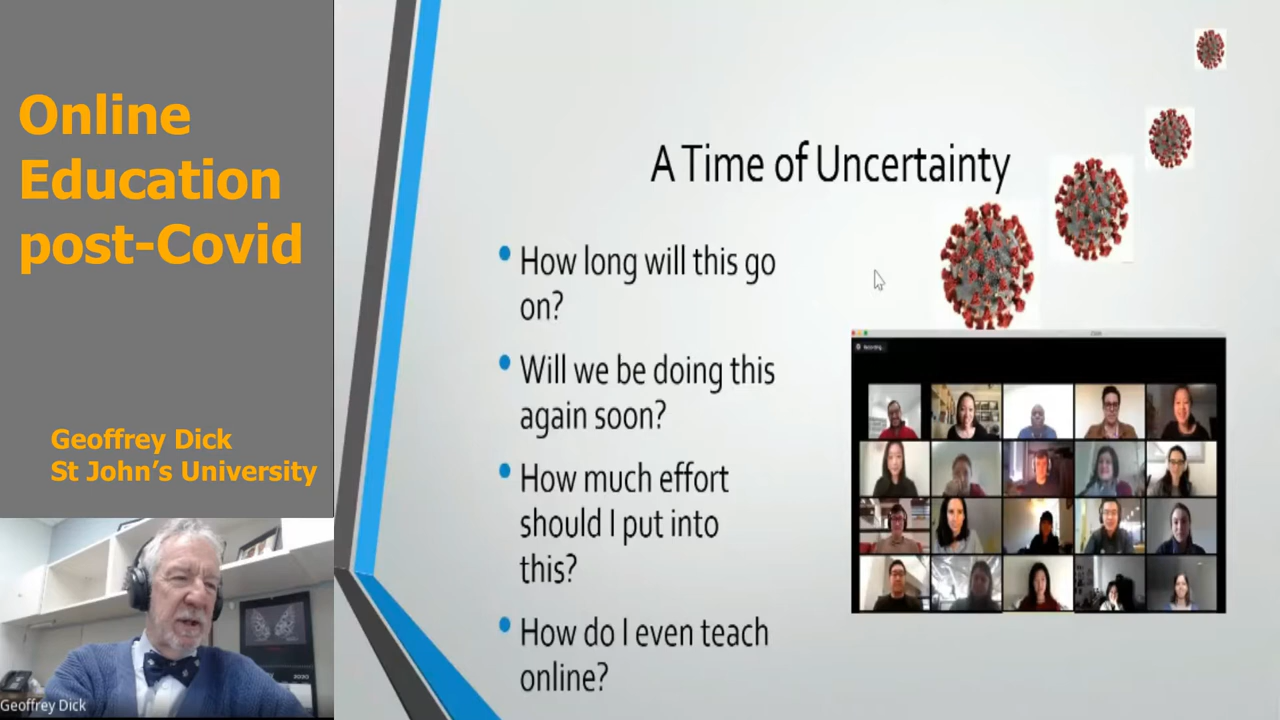 Online
Education
post-Covid
Geoffrey Dick
St John’s University
Geoffrey Dick
A Time of Uncertainty
• How long will this go
on?
• Will we be doing this
again soon?
• How much effort
should I put into
this?
• How do I even teach
online?
Recording...